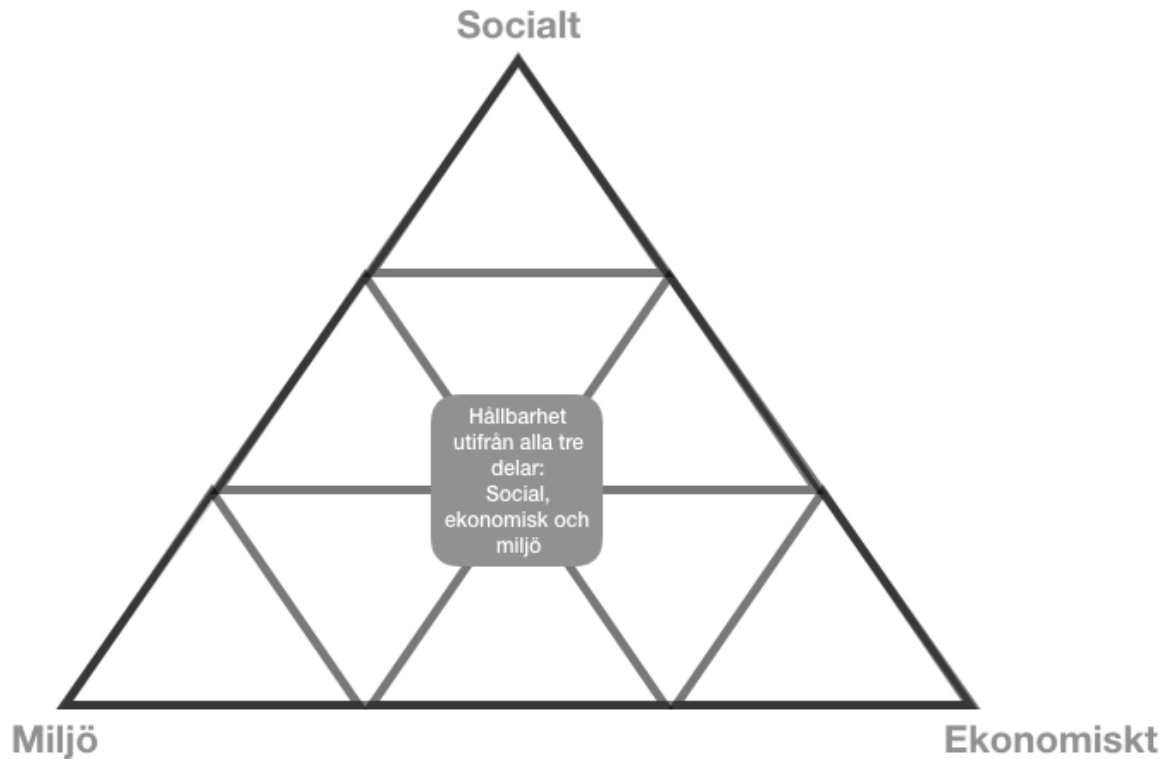 Socialt
Hållbarhet
utifrån alla tre
delar:
Social,
ekonomisk och
miljö
Miljö
Ekonomiskt